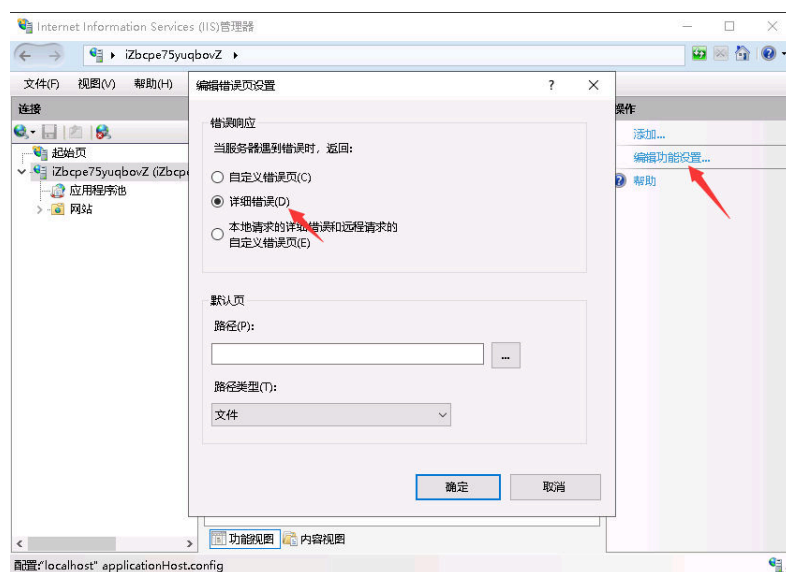 Internet Information Services (IIS)管理器
iZbcpe75yuqbovZ
文件(F) 视图(V) 帮助(H)
连接
起始页
iZbcpe75yuqbovZ (iZbcpe
应用程序池
网站
编辑错误页设置
?
错误响应
当服务器遇到错误时，返回:
自定义错误页(C)
详细错误(D)
本地请求的详细错误和远程请求的
自定义错误页(E)
默认页
路径(P):
...
路径类型(T):
文件
确定
取消
操作
添加...
编辑功能设置...
帮助
功能视图
内容视图
配置:"localhost" applicationHost.config